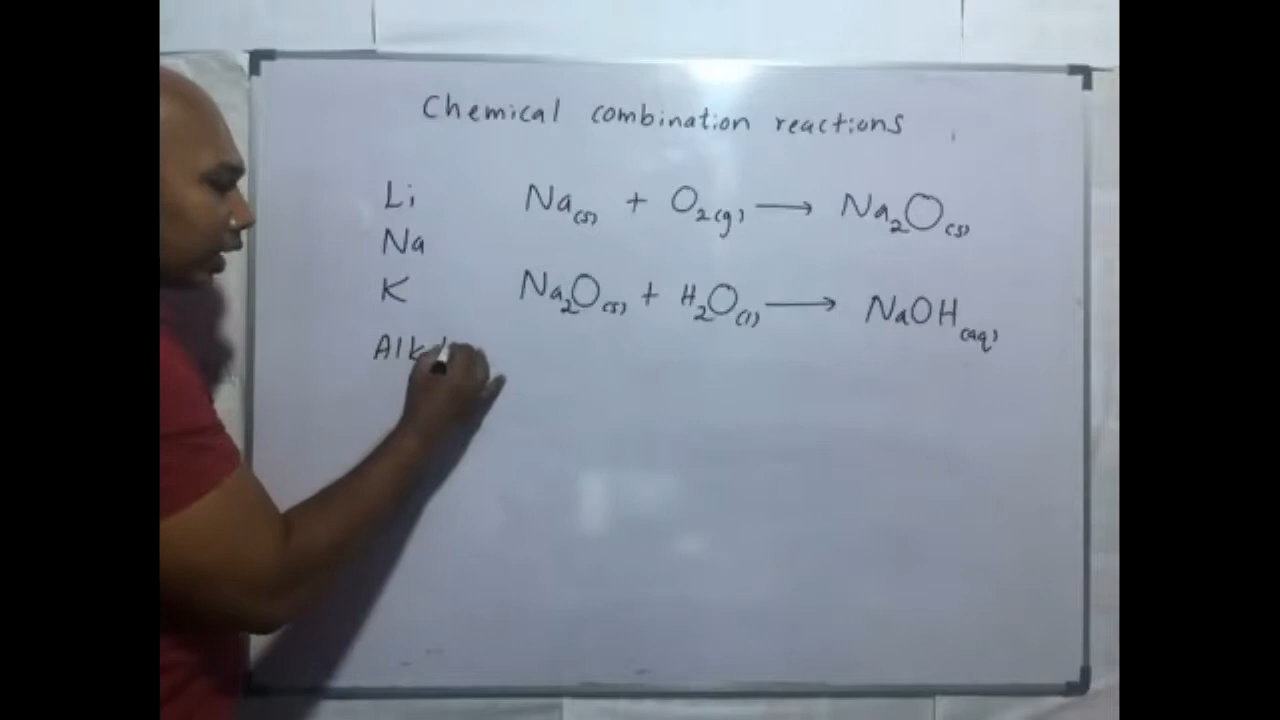 Chemical combination reactions
Li
Na
K
Na(s) + O2(g) ⟶ Na2O(s)
Na2O(s) + H2O(l) ⟶ NaOH(aq)